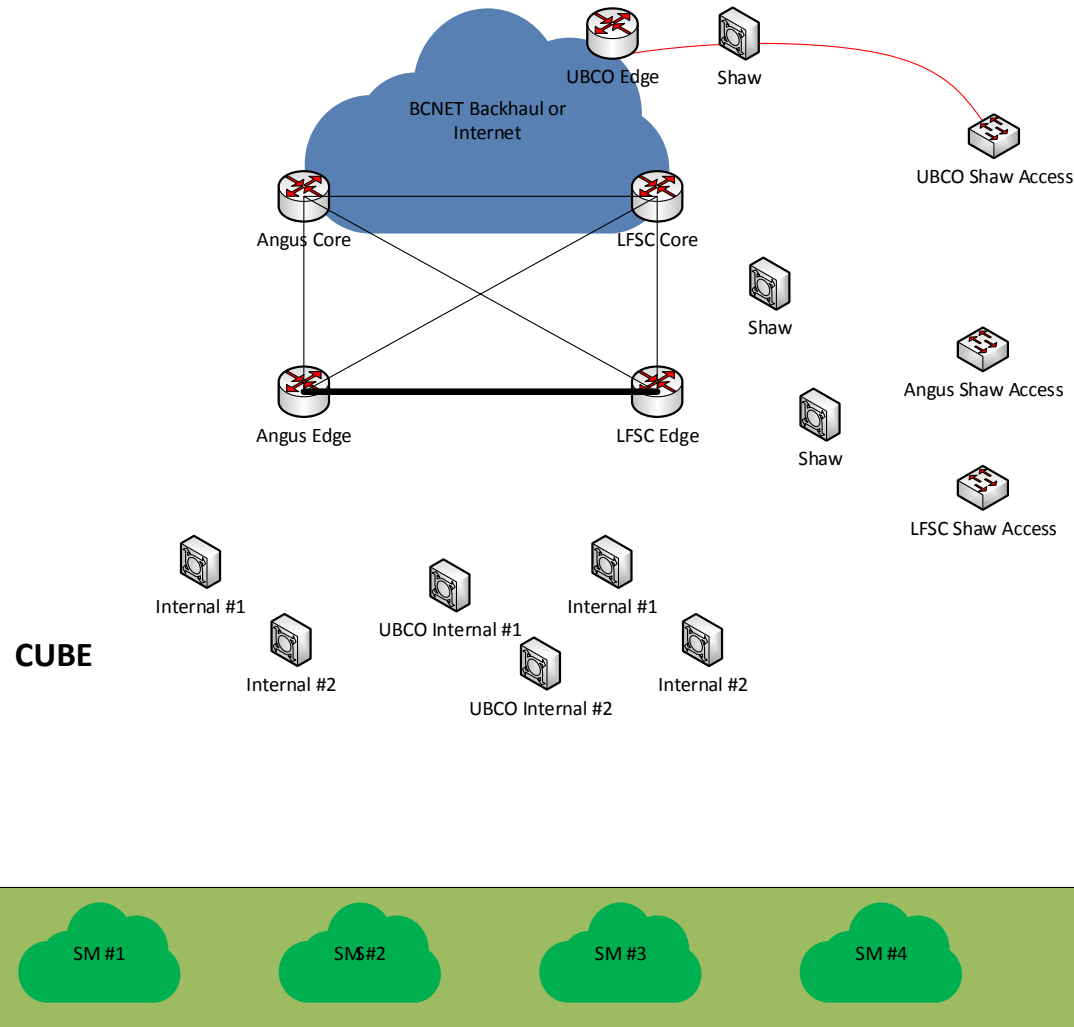 UBCO Edge
Shaw
BCNET Backhaul or
Internet
UBCO Shaw Access
Angus Core
LFSC Core
Shaw
Angus Shaw Access
Angus Edge
LFSC Edge
Shaw
LFSC Shaw Access
Internal #1
UBCO Internal #1
Internal #1
CUBE
Internal #2
UBCO Internal #2
Internal #2
SM #1
SM #2
SM #3
SM #4